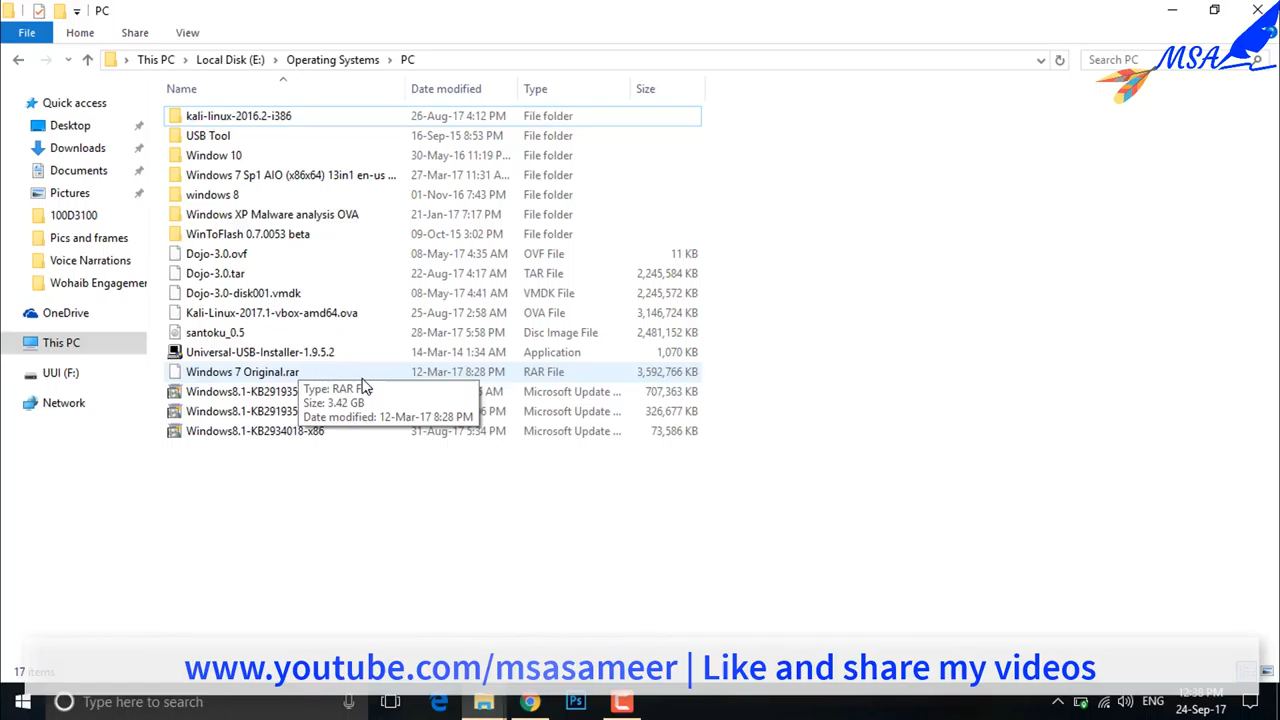 PC
MSA
File Home Share View
This PC Local Disk (E:) Operating Systems PC Search PC
Name Date modified Type Size
Quick access
Desktop
Downloads
Documents
Pictures
100D3100
Pics and frames
Voice Narrations
Wohaib Engagemen
OneDrive
This PC
UUI (F:)
Network
kali-linux-2016.2-i386 26-Aug-17 4:12 PM File folder
USB Tool 16-Sep-15 8:53 PM File folder
Window 10 30-May-16 11:19 P... File folder
Windows 7 Sp1 AIO (x86x64) 13in1 en-us ... 27-Mar-17 11:31 A... File folder
windows 8 01-Nov-16 7:43 PM File folder
Windows XP Malware analysis OVA 21-Jan-17 7:17 PM File folder
WinToFlash 0.7.0053 beta 09-Oct-15 3:02 PM File folder
Dojo-3.0.ovf 08-May-17 4:35 AM OVF File 11 KB
Dojo-3.0.tar 22-Aug-17 4:17 AM TAR File 2,245,584 KB
Dojo-3.0-disk001.vmdk 08-May-17 4:41 AM VMDK File 2,245,572 KB
Kali-Linux-2017.1-vbox-amd64.ova 25-Aug-17 2:58 AM OVA File 3,146,724 KB
santoku_0.5 28-Mar-17 5:58 PM Disc Image File 2,481,152 KB
Universal-USB-Installer-1.9.5.2 14-Mar-14 1:34 AM Application 1,070 KB
Windows 7 Original.rar 12-Mar-17 8:28 PM RAR File 3,592,766 KB
Windows8.1-KB291935 AM Microsoft Update ... 707,363 KB
Windows8.1-KB291935 PM Microsoft Update ... 326,677 KB
Windows8.1-KB2934018-x86 31-Aug-17 5:34 PM Microsoft Update ... 73,586 KB
Type: RAR
Size: 3.42 GB
Date modified: 12-Mar-17 8:28 PM
17 items
www.youtube.com/msasameer | Like and share my videos
Type here to search
ENG
12:38 PM
24-Sep-17